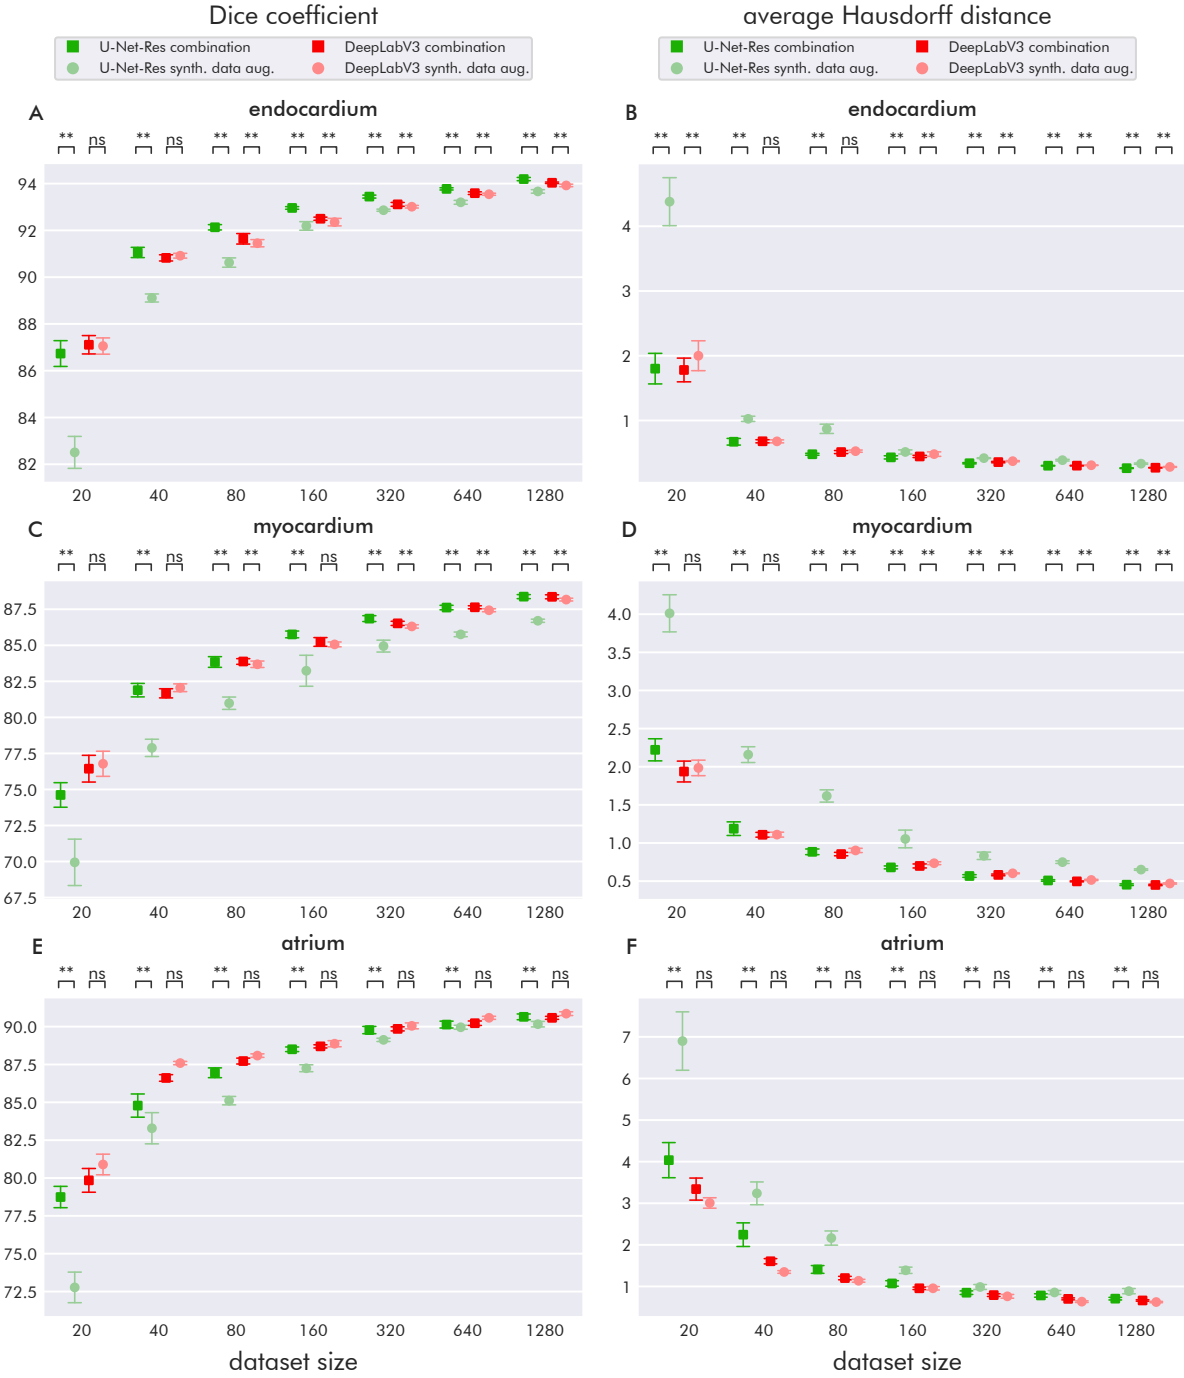 Dice coefficient
U-Net-Res combination DeepLabV3 combination
U-Net-Res synth. data aug. DeepLabV3 synth. data aug.
average Hausdorff distance
U-Net-Res combination DeepLabV3 combination
U-Net-Res synth. data aug. DeepLabV3 synth. data aug.
A endocardium
** ns ** ns ** ** ** ** ** ** ** ** ** **
94
92
90
88
86
84
82
20 40 80 160 320 640 1280
B endocardium
** ** ** ns ** ns ** ** ** ** ** ** ** **
4
3
2
1
20 40 80 160 320 640 1280
C myocardium
** ns ** ns ** ** ** ns ** ** ** ** ** **
87.5
85.0
82.5
80.0
77.5
75.0
72.5
70.0
67.5
20 40 80 160 320 640 1280
D myocardium
** ns ** ns ** ** ** ** ** ** ** ** ** **
4.0
3.5
3.0
2.5
2.0
1.5
1.0
0.5
20 40 80 160 320 640 1280
E atrium
** ns ** ns ** ns ** ns ** ns ** ns ** ns
90.0
87.5
85.0
82.5
80.0
77.5
75.0
72.5
20 40 80 160 320 640 1280
dataset size
F atrium
** ns ** ns ** ns ** ns ** ns ** ns ** ns
7
6
5
4
3
2
1
20 40 80 160 320 640 1280
dataset size